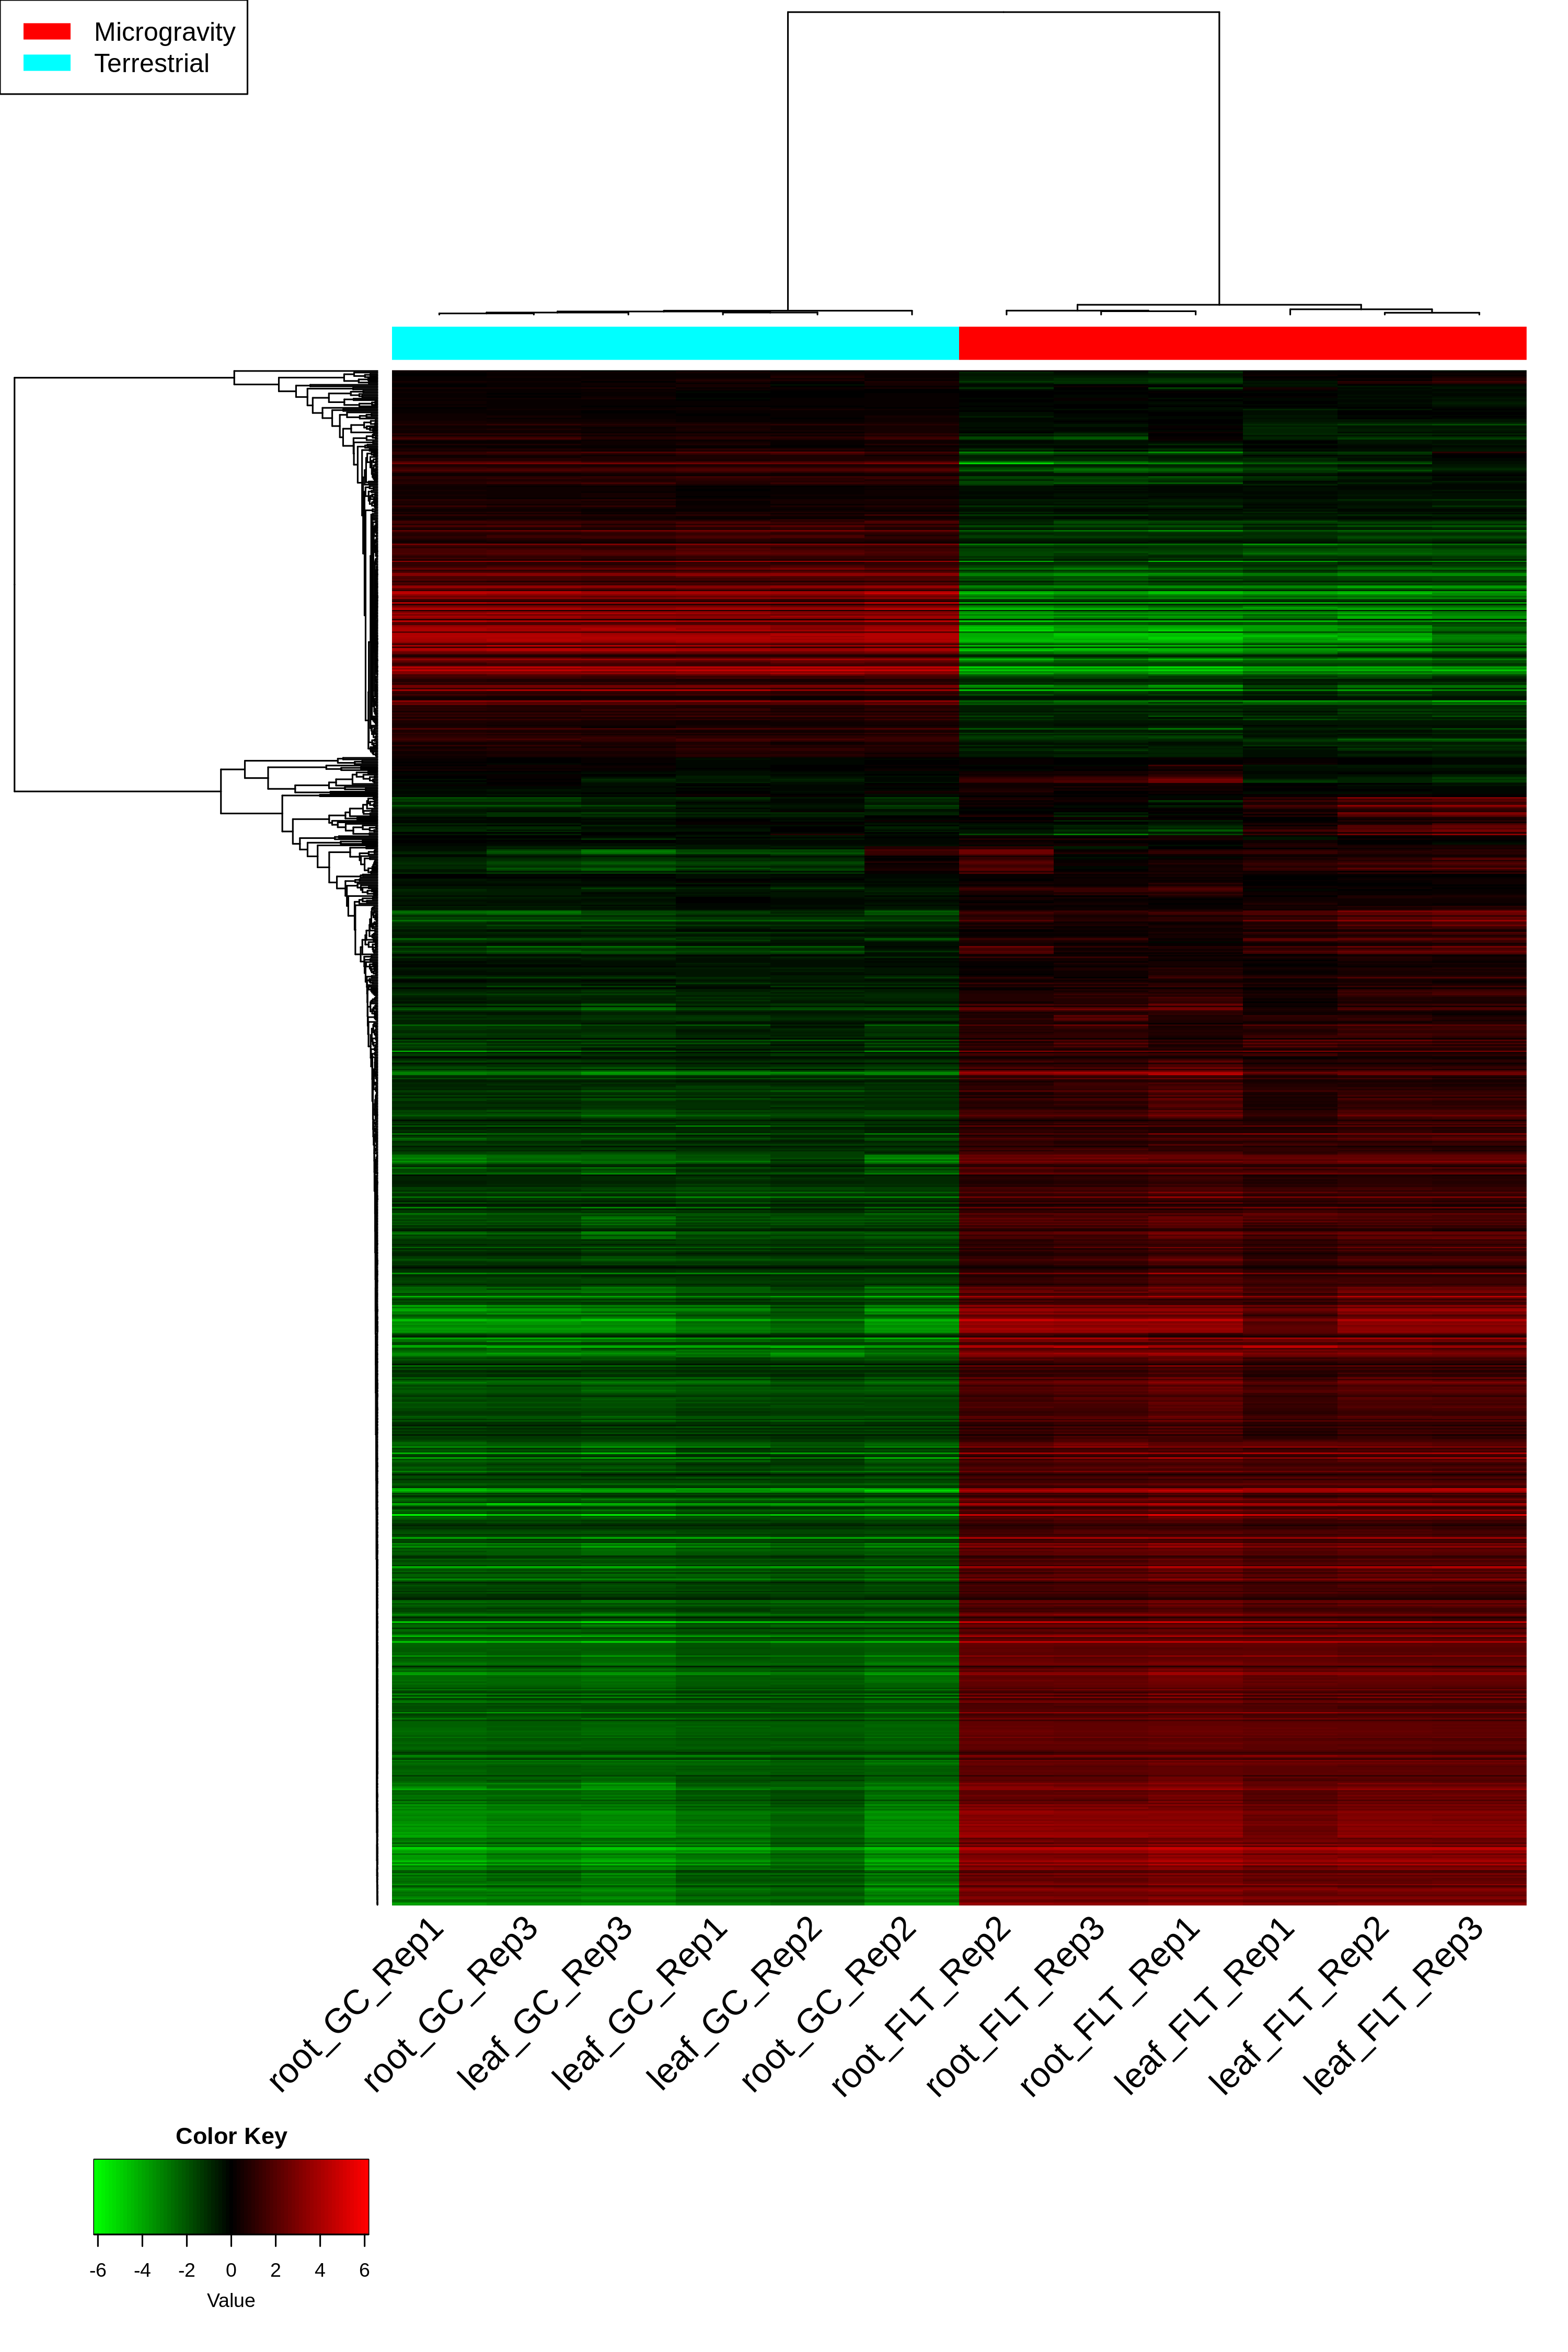 Microgravity
Terrestrial
root_GC_Rep1
root_GC_Rep3
leaf_GC_Rep3
leaf_GC_Rep1
leaf_GC_Rep2
root_GC_Rep2
root_FLT_Rep2
root_FLT_Rep3
root_FLT_Rep1
leaf_FLT_Rep1
leaf_FLT_Rep2
leaf_FLT_Rep3
Color Key
-6 -4 -2 0 2 4 6
Value